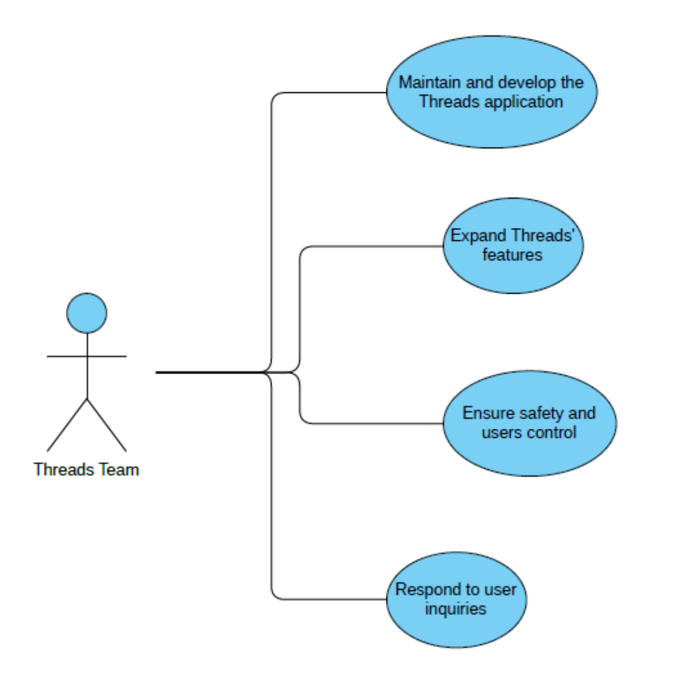 Maintain and develop the
Threads application
Expand Threads'
features
Ensure safety and
users control
Threads Team
Respond to user
inquiries